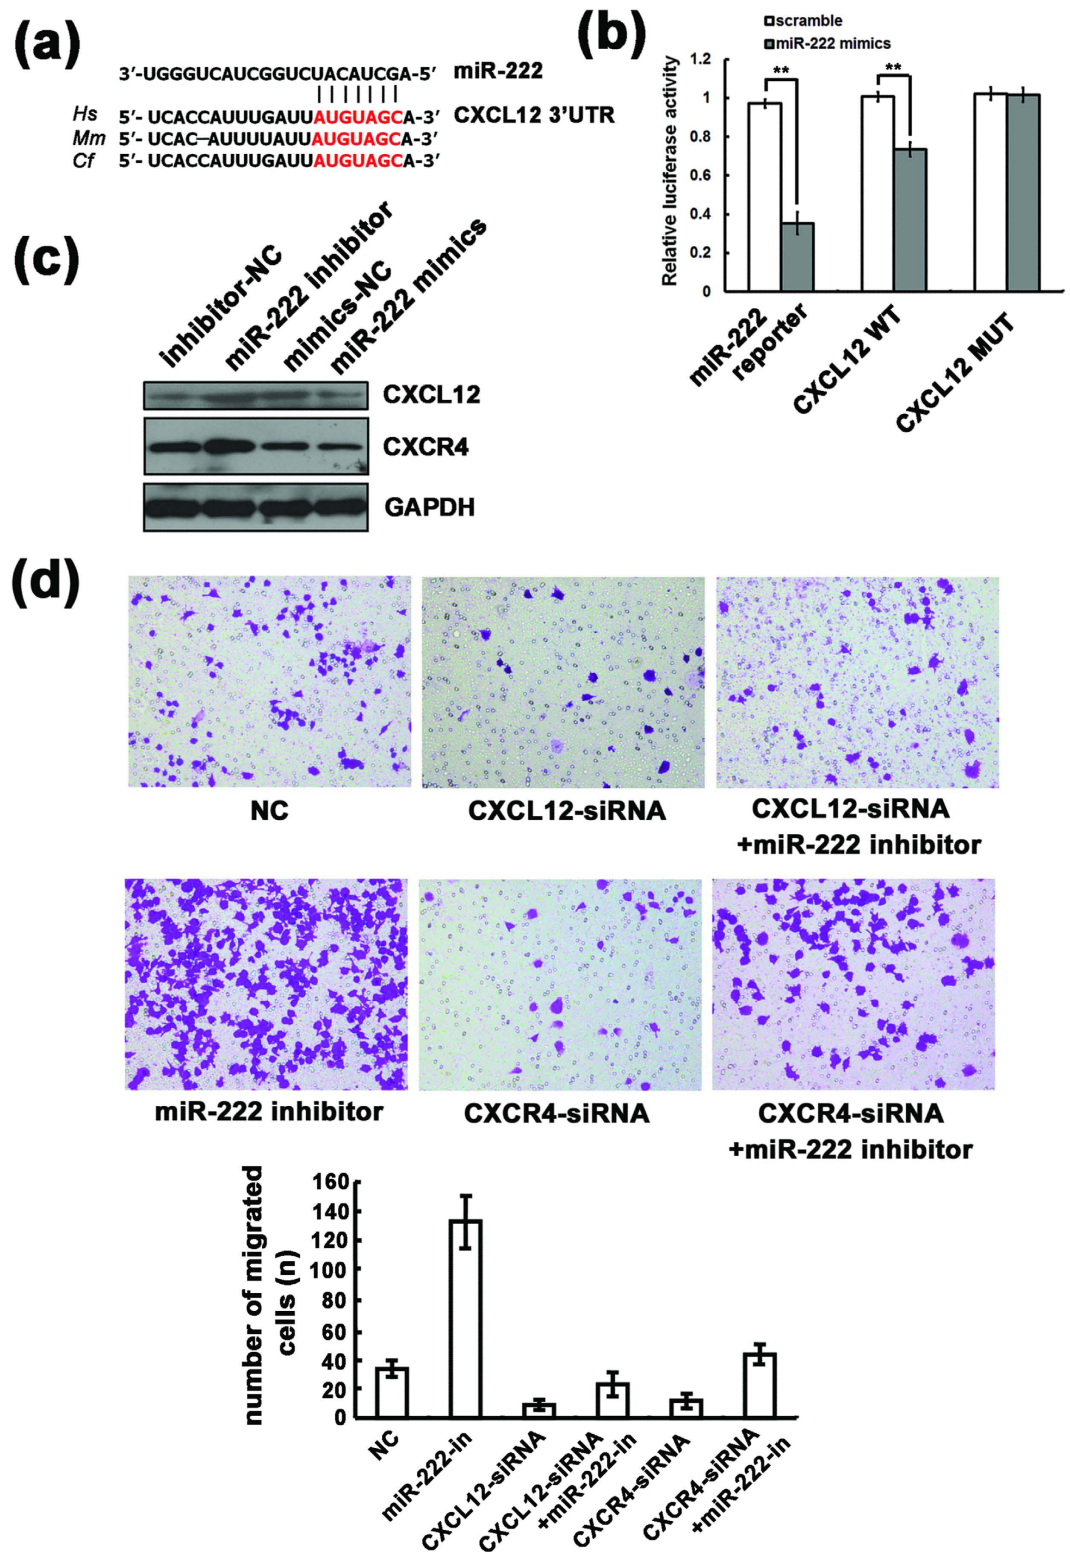 (a)
3′-UGGGUCAUCGGUCUACAUCGA-5′ miR-222
Hs 5′- UCACCAUUUGAUUAUGUAGCA-3′ CXCL12 3′UTR
Mm 5′- UCAC–AUUUUAUUAUGUAGCA-3′
Cf 5′- UCACCAUUUGAUUAUGUAGCA-3′
(b)
scramble
miR-222 mimics
**
**
Relative luciferase activity
1.2
1
0.8
0.6
0.4
0.2
0
miR-222
reporter
CXCL12 WT
CXCL12 MUT
(c)
inhibitor-NC
miR-222 inhibitor
mimics-NC
miR-222 mimics
CXCL12
CXCR4
GAPDH
(d)
NC
CXCL12-siRNA
CXCL12-siRNA
+miR-222 inhibitor
miR-222 inhibitor
CXCR4-siRNA
CXCR4-siRNA
+miR-222 inhibitor
number of migrated
cells (n)
160
140
120
100
80
60
40
20
0
NC
miR-222-in
CXCL12-siRNA
CXCL12-siRNA
+miR-222-in
CXCR4-siRNA
CXCR4-siRNA
+miR-222-in